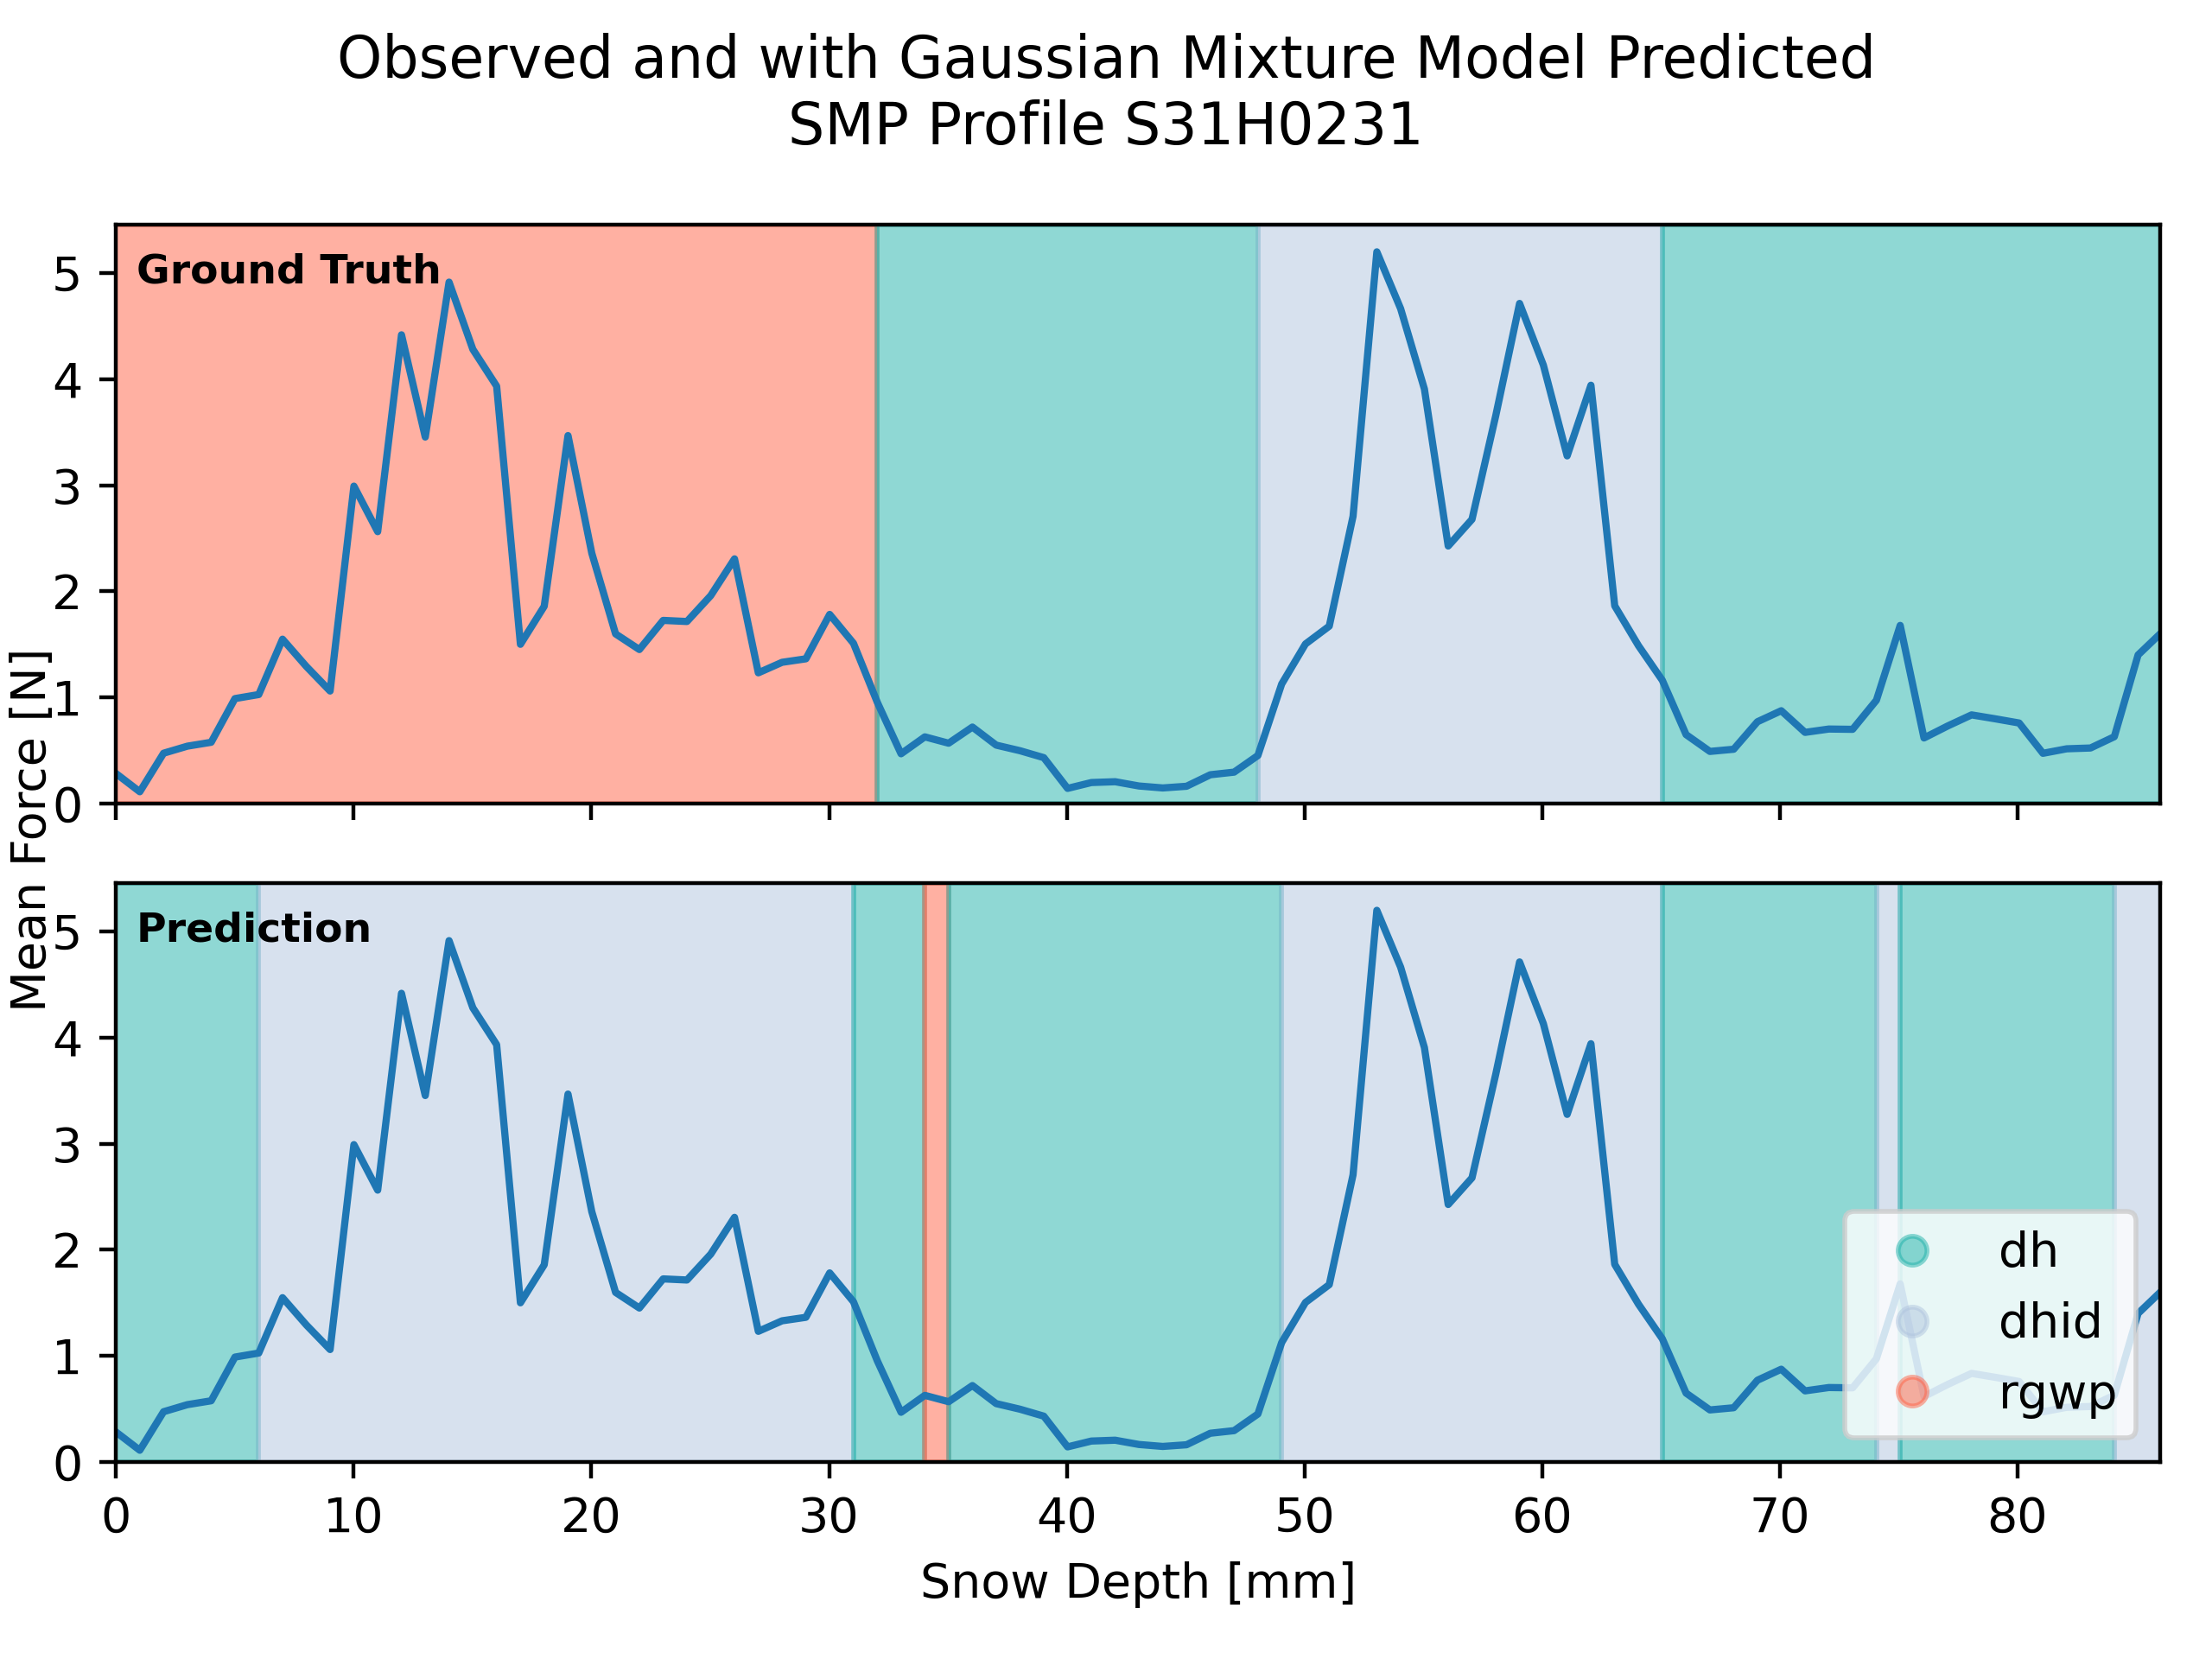 Observed and with Gaussian Mixture Model Predicted
SMP Profile S31H0231
Ground Truth
5
4
3
2
1
0
Mean Force [N]
Prediction
5
4
3
2
1
0
dh
dhid
rgwp
0 10 20 30 40 50 60 70 80
Snow Depth [mm]